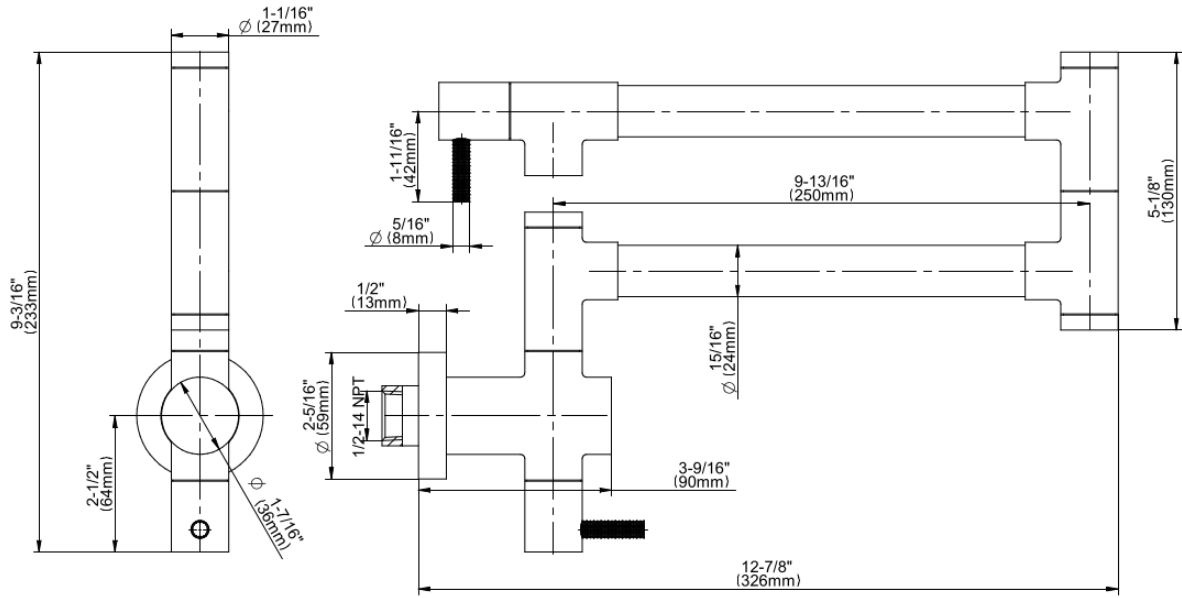 1-1/16"
Ø (27mm)
9-3/16"
(233mm)
2-1/2"
(64mm)
Ø 1-7/16"
(36mm)
1-11/16"
(42mm)
5/16"
Ø (8mm)
9-13/16"
(250mm)
5-1/8"
(130mm)
1/2"
(13mm)
2-5/16"
Ø (59mm)
1/2-14 NPT
15/16"
Ø (24mm)
3-9/16"
(90mm)
12-7/8"
(326mm)